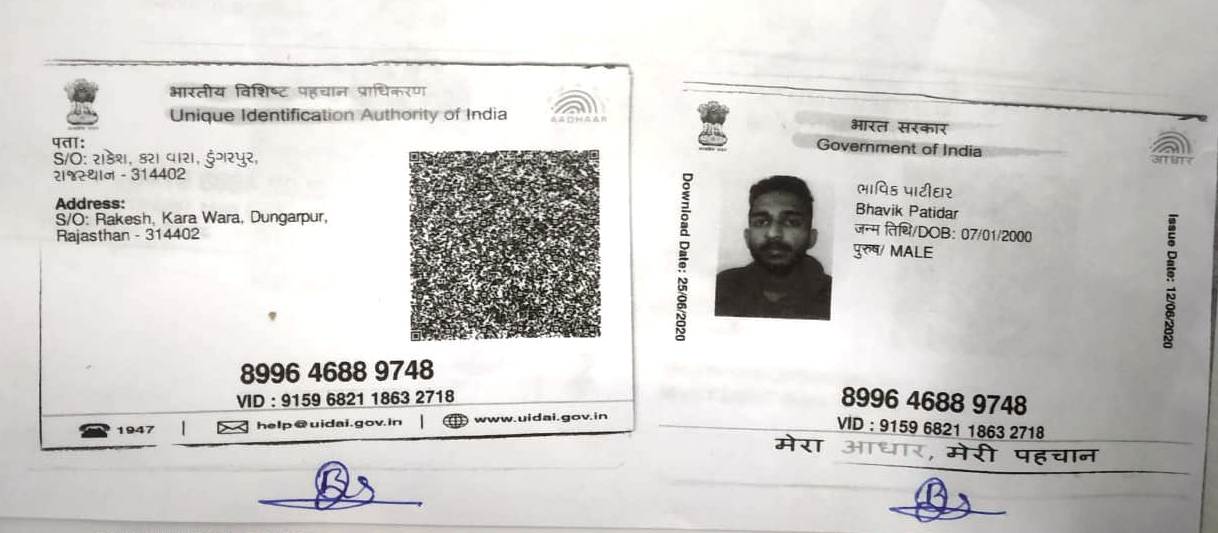 भारतीय विशिष्ट पहचान प्राधिकरण
Unique Identification Authority of India
AADHAAR
पता:
S/O: રાકેશ, કરા વારા, ડુંગરપુર,
રાજસ્થાન - 314402
Address:
S/O: Rakesh, Kara Wara, Dungarpur,
Rajasthan - 314402
8996 4688 9748
VID : 9159 6821 1863 2718
1947 | help@uidai.gov.in | www.uidai.gov.in
भारत सरकार
Government of India
आधार
Download Date: 25/06/2020
ભાવિક પાટીદાર
Bhavik Patidar
जन्म तिथि/DOB: 07/01/2000
पुरुष/ MALE
Issue Date: 12/06/2020
8996 4688 9748
VID : 9159 6821 1863 2718
मेरा आधार, मेरी पहचान